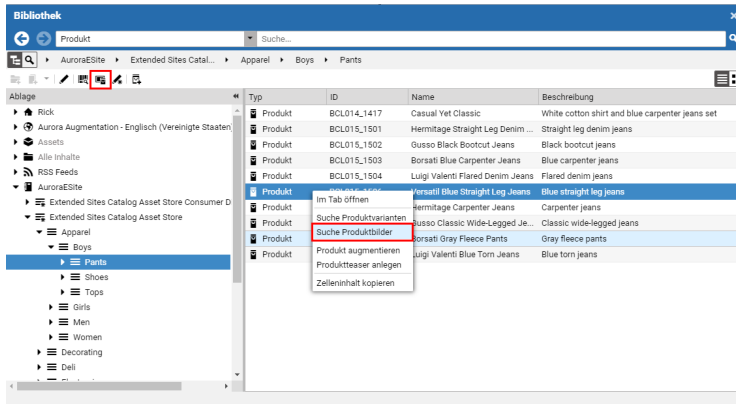 Bibliothek
Produkt
Suche...
AuroraESite
Extended Sites Catal...
Apparel
Boys
Pants
Ablage
Rick
Aurora Augmentation - Englisch (Vereinigte Staaten)
Assets
Alle Inhalte
RSS Feeds
AuroraESite
Extended Sites Catalog Asset Store Consumer D
Extended Sites Catalog Asset Store
Apparel
Boys
Pants
Shoes
Tops
Girls
Men
Women
Decorating
Deli
Typ ID Name Beschreibung
Produkt BCL014_1417 Casual Yet Classic White cotton shirt and blue carpenter jeans set
Produkt BCL015_1501 Hermitage Straight Leg Denim ... Straight leg denim jeans
Produkt BCL015_1502 Gusso Black Bootcut Jeans Black bootcut jeans
Produkt BCL015_1503 Borsati Blue Carpenter Jeans Blue carpenter jeans
Produkt BCL015_1504 Luigi Valenti Flared Denim Jeans Flared denim jeans
Produkt Versatil Blue Straight Leg Jeans Blue straight leg jeans
Produkt Hermitage Carpenter Jeans Carpenter jeans
Produkt Gusso Classic Wide-Legged Je... Classic wide-legged jeans
Produkt Borsati Gray Fleece Pants Gray fleece pants
Produkt Luigi Valenti Blue Torn Jeans Blue torn jeans
Im Tab öffnen
Suche Produktvarianten
Suche Produktbilder
Produkt augmentieren
Produktteaser anlegen
Zelleninhalt kopieren